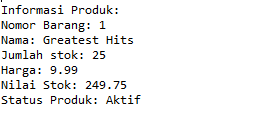 Informasi Produk:
Nomor Barang: 1
Nama: Greatest Hits
Jumlah stok: 25
Harga: 9.99
Nilai Stok: 249.75
Status Produk: Aktif